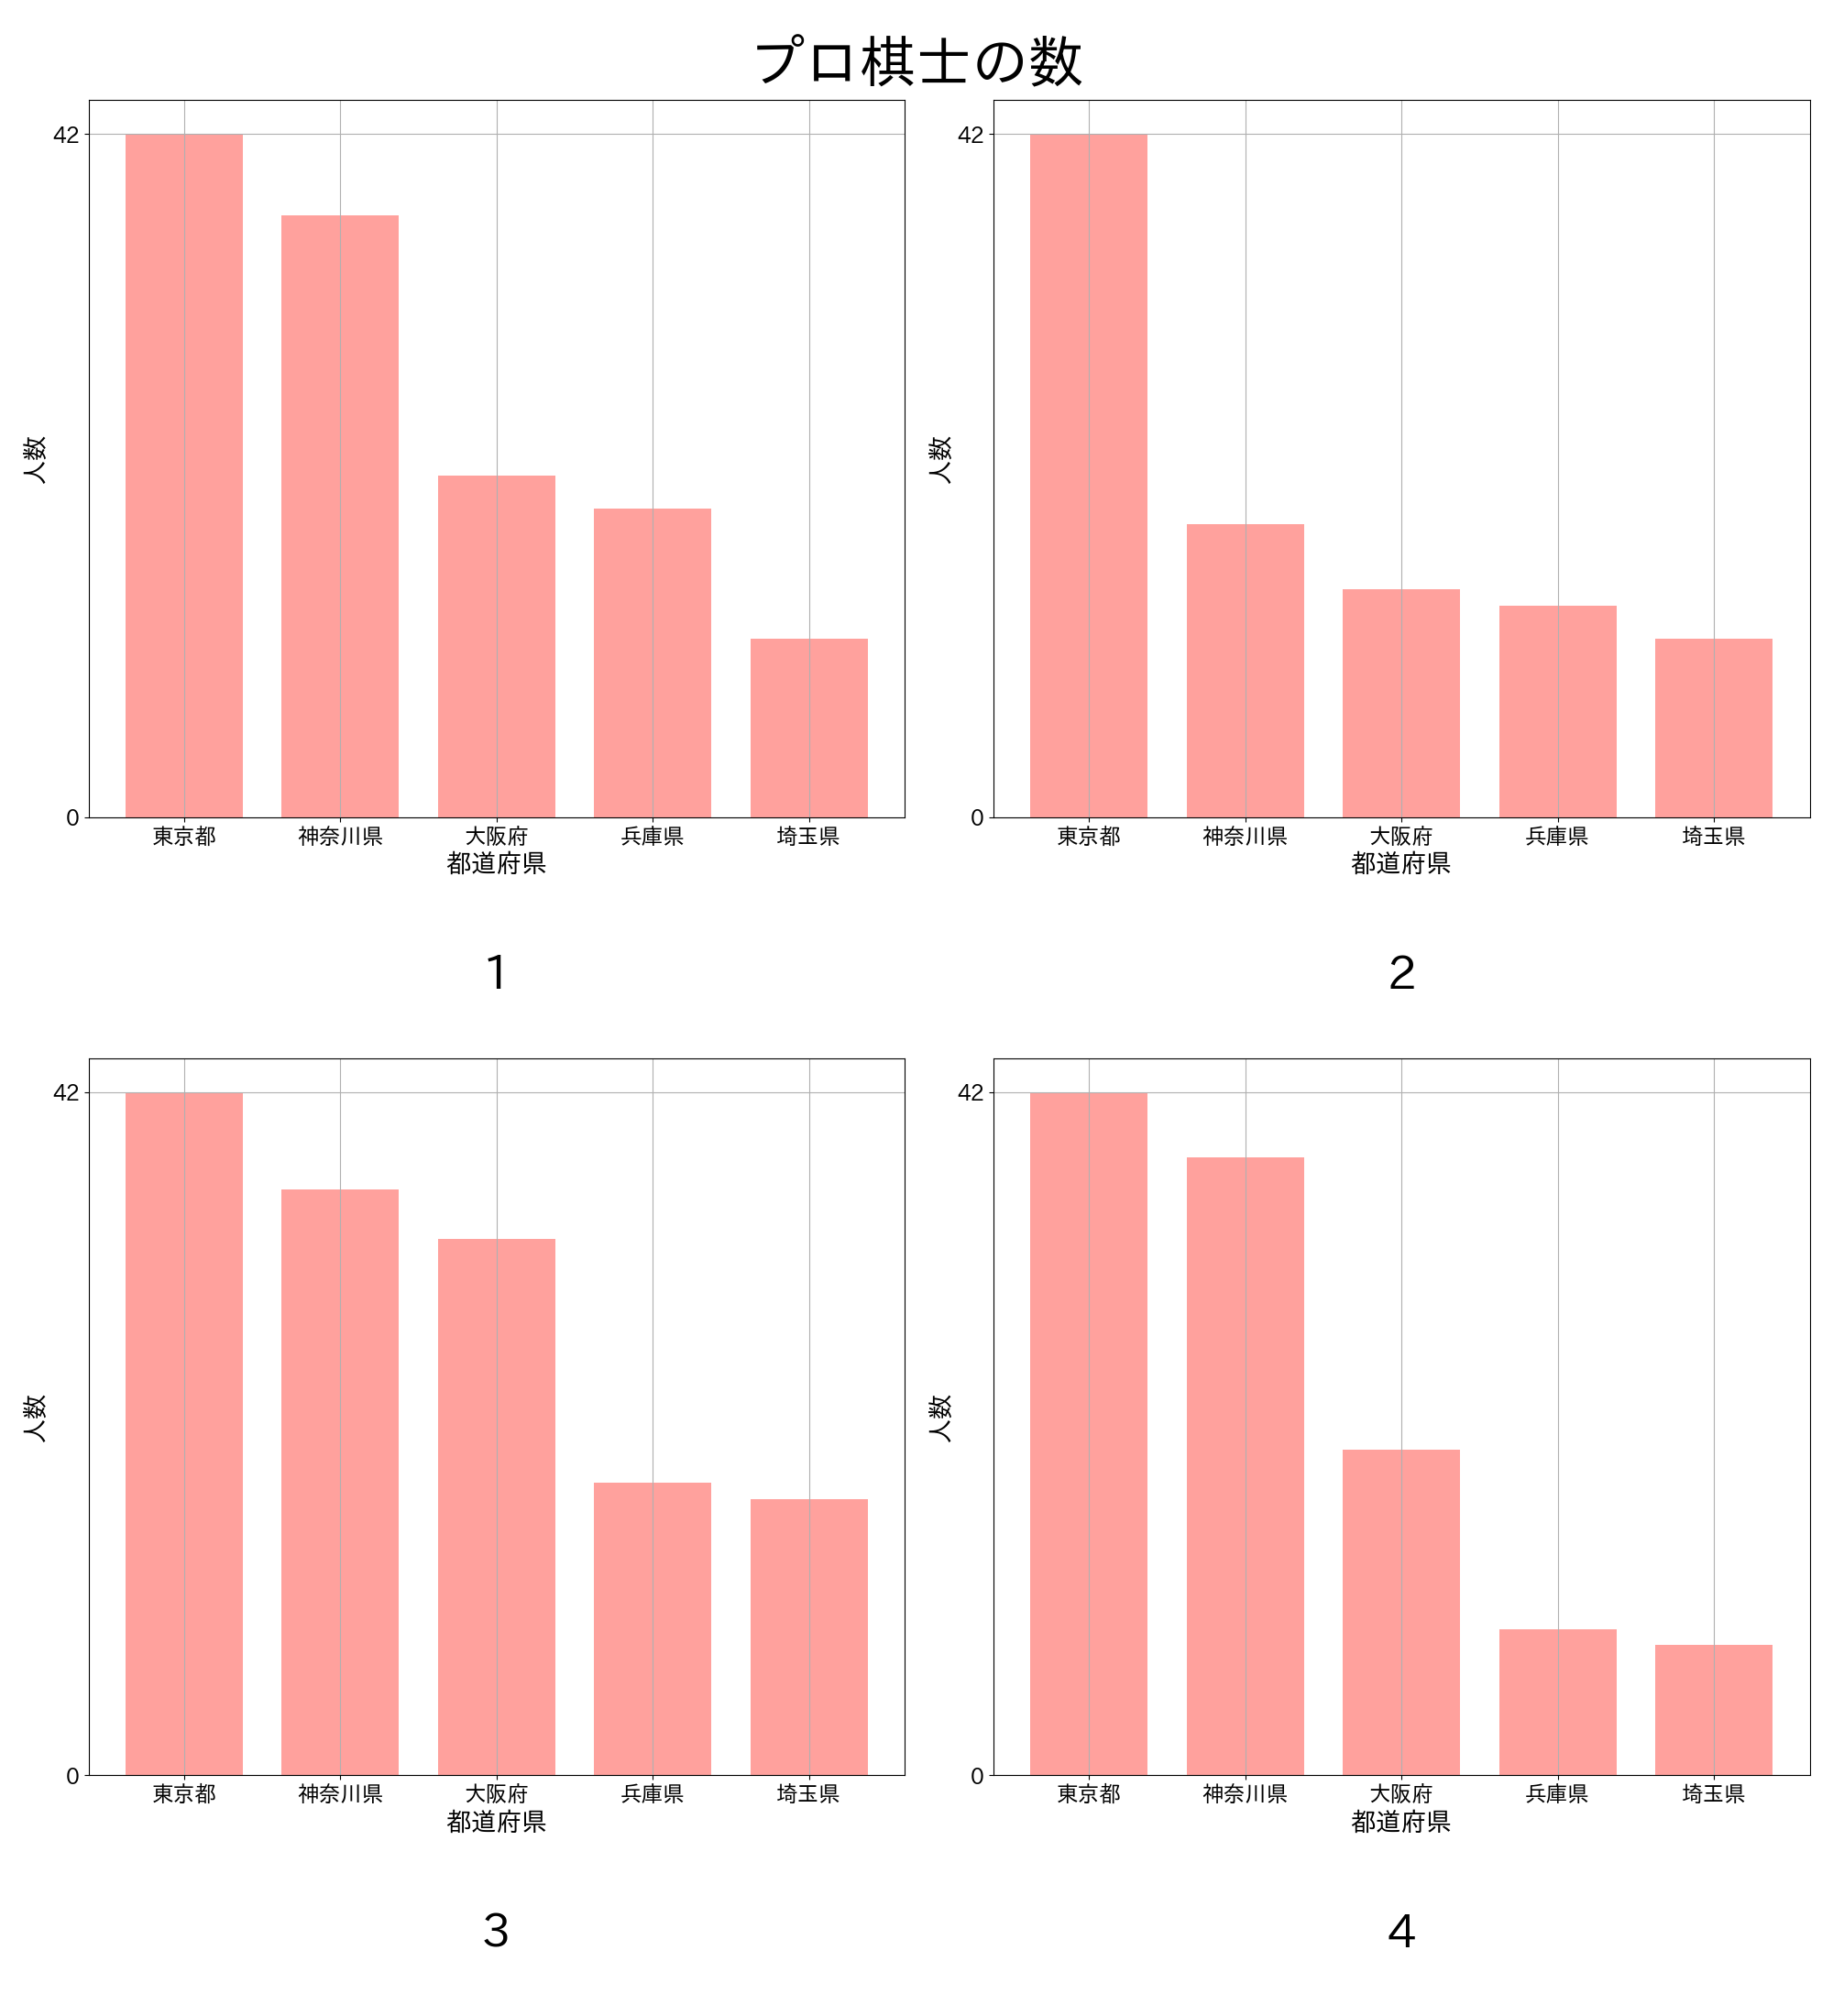 プロ棋士の数
42
0
人数
東京都 神奈川県 大阪府 兵庫県 埼玉県
都道府県
1
42
0
人数
東京都 神奈川県 大阪府 兵庫県 埼玉県
都道府県
2
42
0
人数
東京都 神奈川県 大阪府 兵庫県 埼玉県
都道府県
3
42
0
人数
東京都 神奈川県 大阪府 兵庫県 埼玉県
都道府県
4